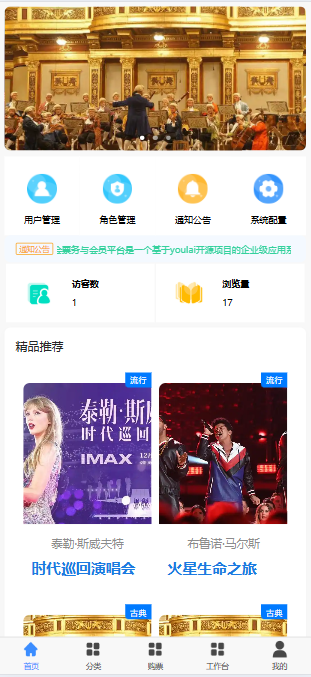 用户管理
角色管理
通知公告
系统配置
通知公告
票务与会员平台是一个基于youlai开源项目的企业级应用系
访客数
1
浏览量
17
精品推荐
流行
泰勒·斯威
时代巡回
IMAX
12
泰勒·斯威夫特
时代巡回演唱会
流行
布鲁诺·马尔斯
火星生命之旅
古典
古典
首页
分类
购票
工作台
我的